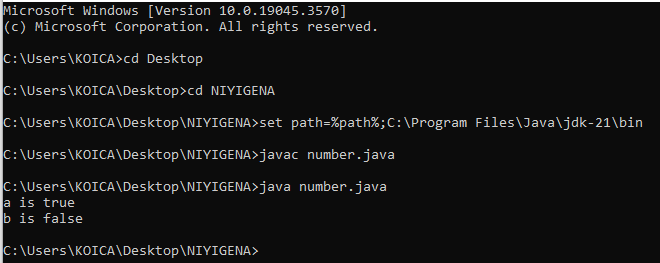 Microsoft Windows [Version 10.0.19045.3570]
(c) Microsoft Corporation. All rights reserved.
C:\Users\KOICA>cd Desktop
C:\Users\KOICA\Desktop>cd NIYIGENA
C:\Users\KOICA\Desktop\NIYIGENA>set path=%path%;C:\Program Files\Java\jdk-21\bin
C:\Users\KOICA\Desktop\NIYIGENA>javac number.java
C:\Users\KOICA\Desktop\NIYIGENA>java number.java
a is true
b is false
C:\Users\KOICA\Desktop\NIYIGENA>